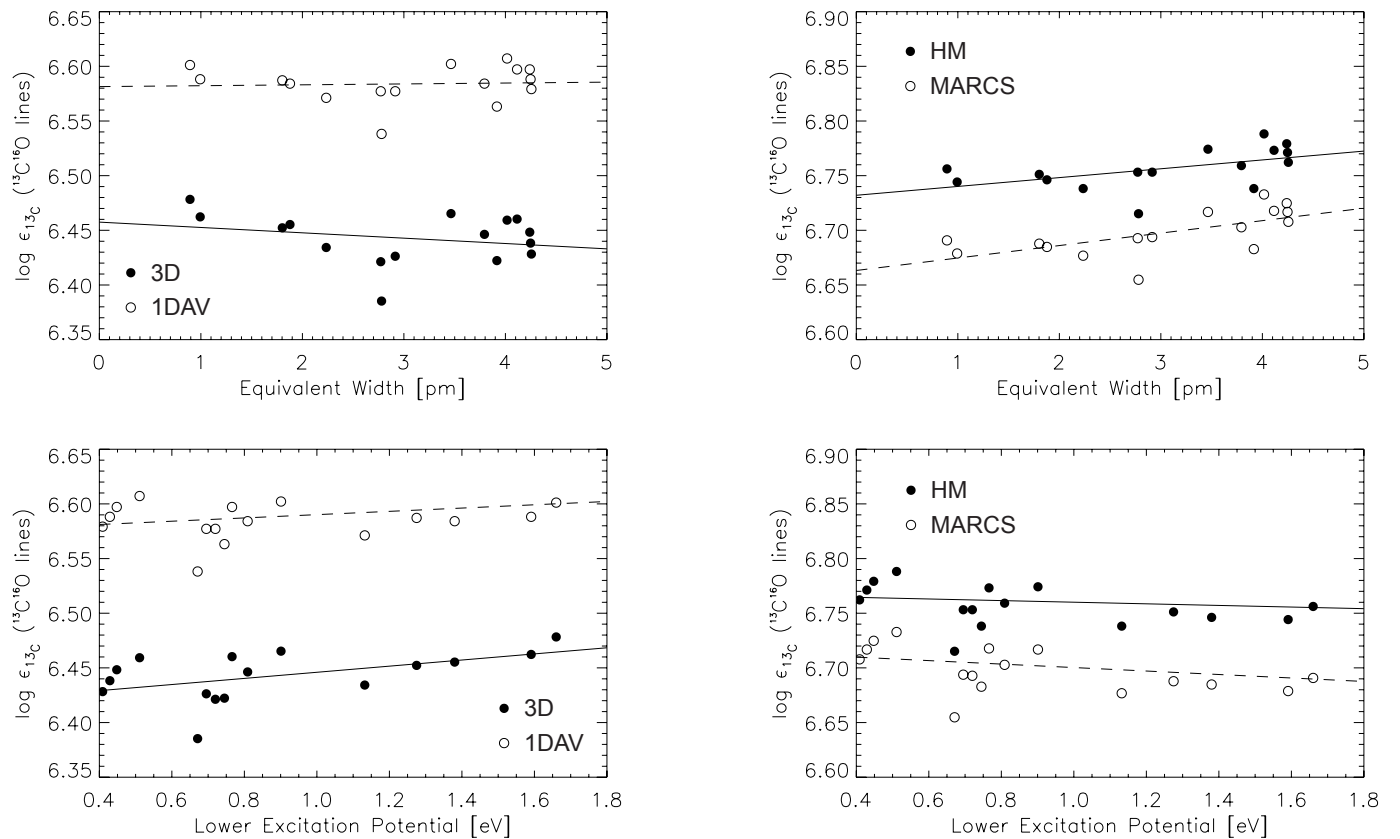 log ϵ₁₃C (¹³C¹⁶O lines)
6.65
6.60
6.55
6.50
6.45
6.40
6.35
3D
1DAV
0 1 2 3 4 5
Equivalent Width [pm]
log ϵ₁₃C (¹³C¹⁶O lines)
6.90
6.85
6.80
6.75
6.70
6.65
6.60
HM
MARCS
0 1 2 3 4 5
Equivalent Width [pm]
log ϵ₁₃C (¹³C¹⁶O lines)
6.65
6.60
6.55
6.50
6.45
6.40
6.35
3D
1DAV
0.4 0.6 0.8 1.0 1.2 1.4 1.6 1.8
Lower Excitation Potential [eV]
log ϵ₁₃C (¹³C¹⁶O lines)
6.90
6.85
6.80
6.75
6.70
6.65
6.60
HM
MARCS
0.4 0.6 0.8 1.0 1.2 1.4 1.6 1.8
Lower Excitation Potential [eV]